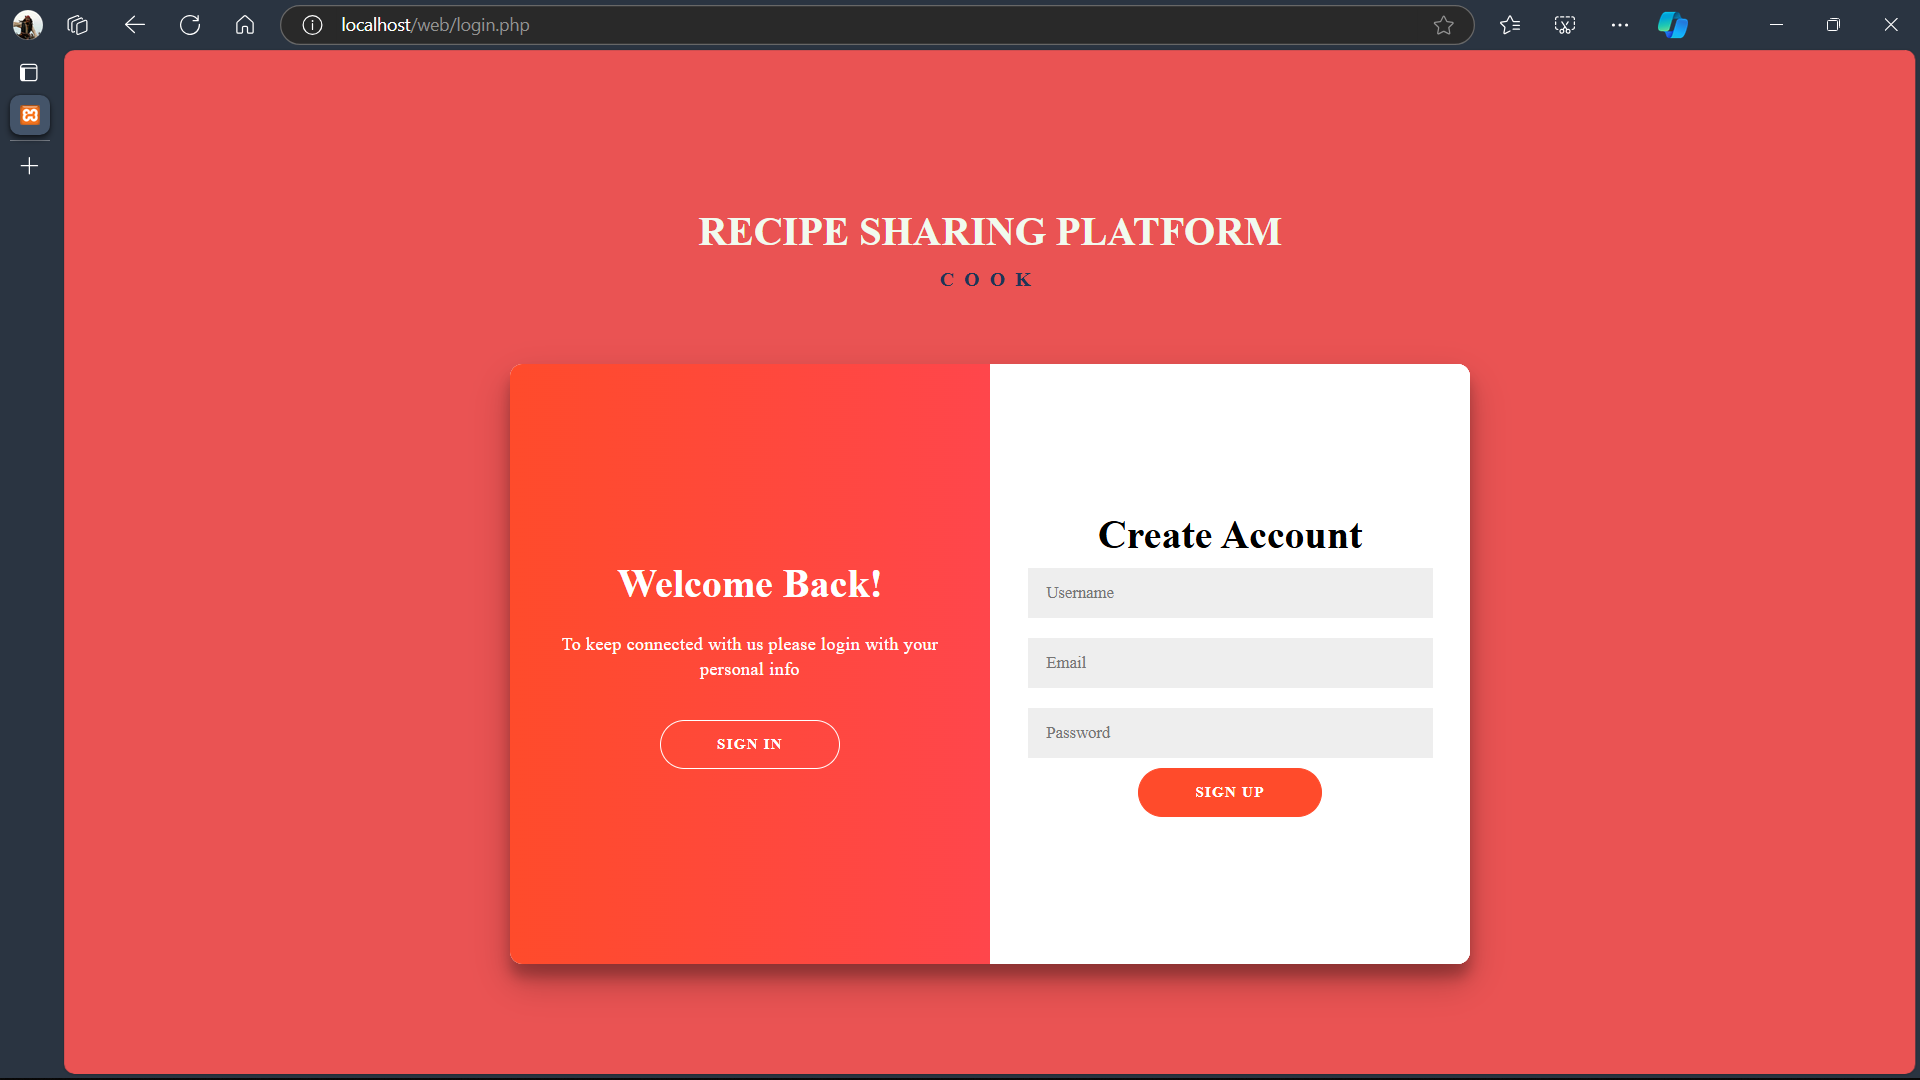 localhost/web/login.php
RECIPE SHARING PLATFORM
COOK
Welcome Back!
To keep connected with us please login with your
personal info
SIGN IN
Create Account
Username
Email
Password
SIGN UP